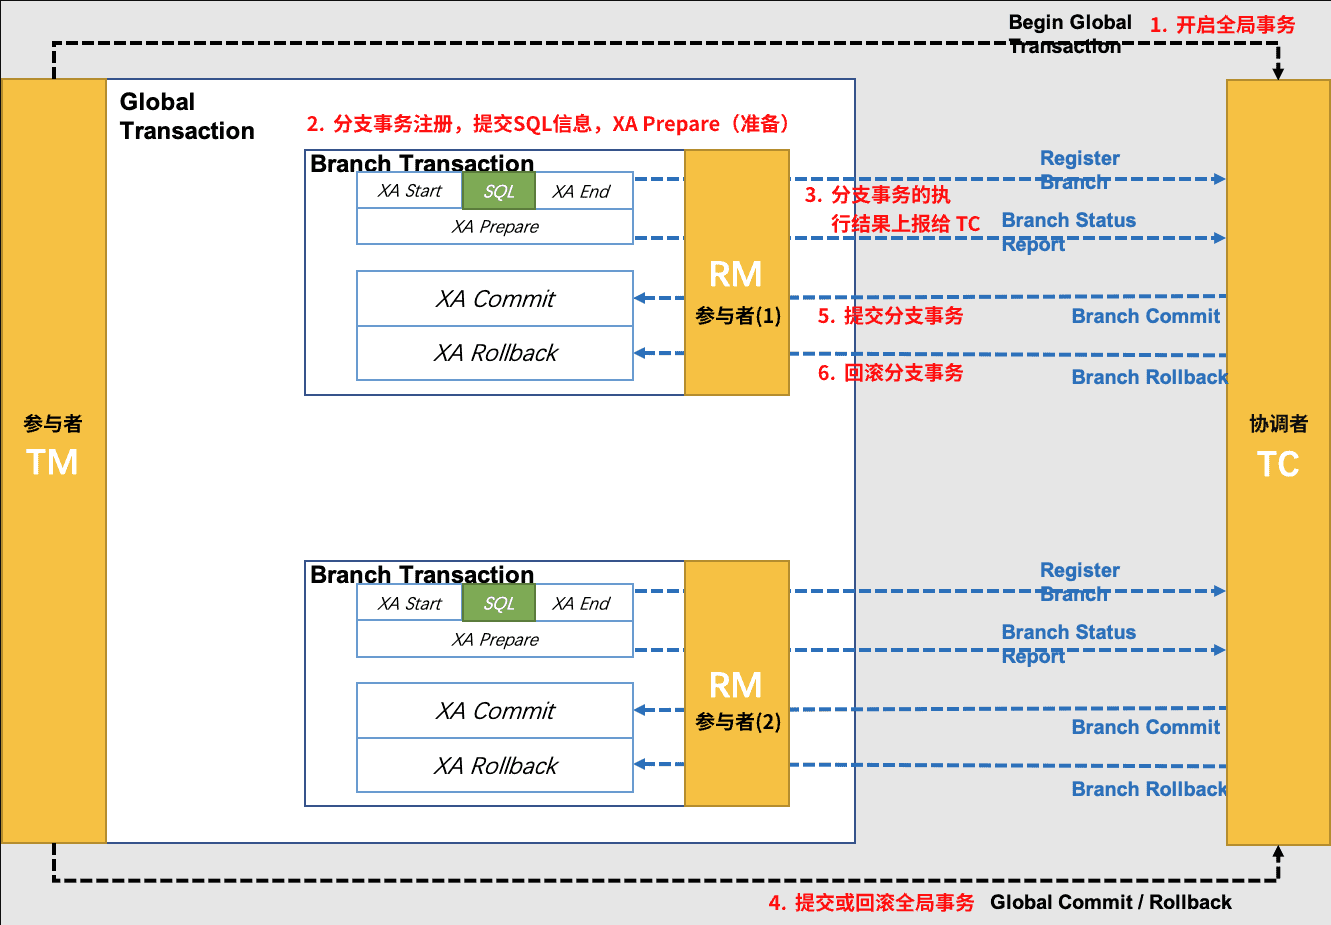 Begin Global
Transaction
1. 开启全局事务
Global
Transaction
2. 分支事务注册，提交SQL信息，XA Prepare（准备）
Branch Transaction
XA Start
SQL
XA End
XA Prepare
XA Commit
XA Rollback
RM
参与者(1)
Register
Branch
3. 分支事务的执
行结果上报给 TC
Branch Status
Report
5. 提交分支事务
Branch Commit
6. 回滚分支事务
Branch Rollback
参与者
TM
协调者
TC
Branch Transaction
XA Start
SQL
XA End
XA Prepare
XA Commit
XA Rollback
RM
参与者(2)
Register
Branch
Branch Status
Report
Branch Commit
Branch Rollback
4. 提交或回滚全局事务
Global Commit / Rollback